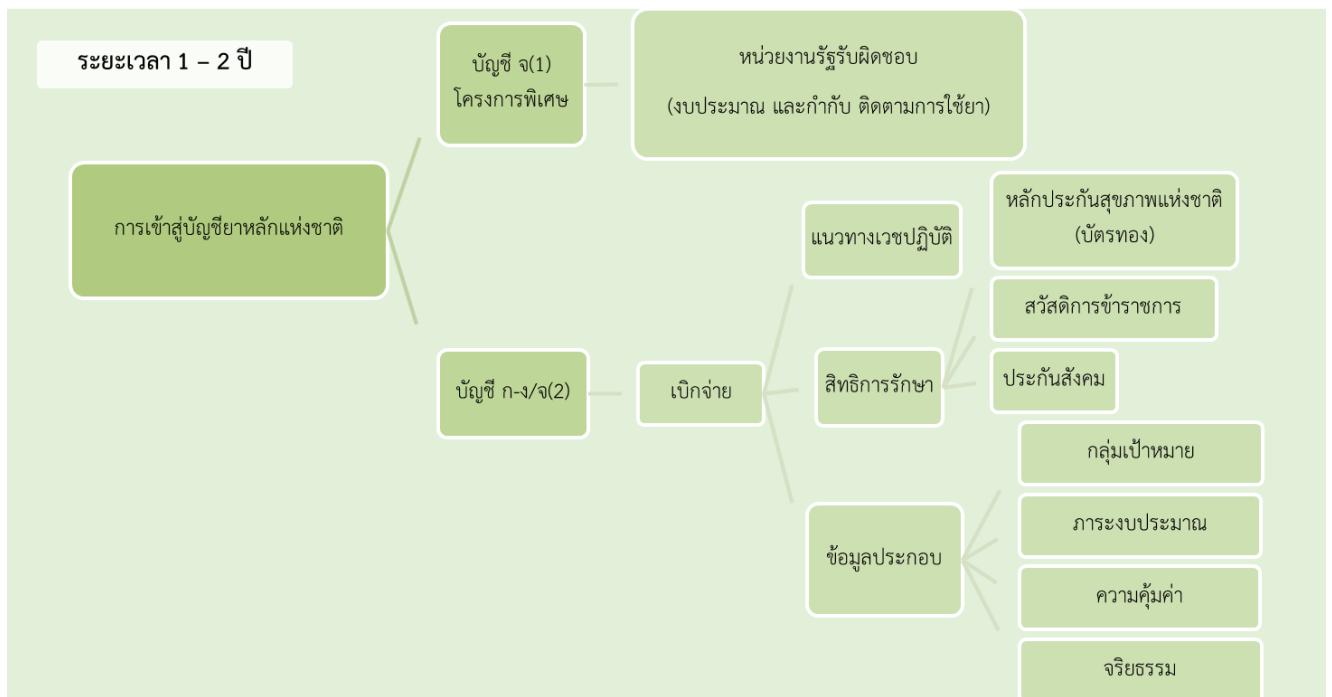 ระยะเวลา 1 – 2 ปี
บัญชี จ(1)
โครงการพิเศษ
หน่วยงานรัฐรับผิดชอบ
(งบประมาณ และกำกับ ติดตามการใช้ยา)
การเข้าสู่บัญชียาหลักแห่งชาติ
บัญชี ก-ง/จ(2)
เบิกจ่าย
แนวทางเวชปฏิบัติ
สิทธิการรักษา
หลักประกันสุขภาพแห่งชาติ
(บัตรทอง)
สวัสดิการข้าราชการ
ประกันสังคม
ข้อมูลประกอบ
กลุ่มเป้าหมาย
ภาระงบประมาณ
ความคุ้มค่า
จริยธรรม